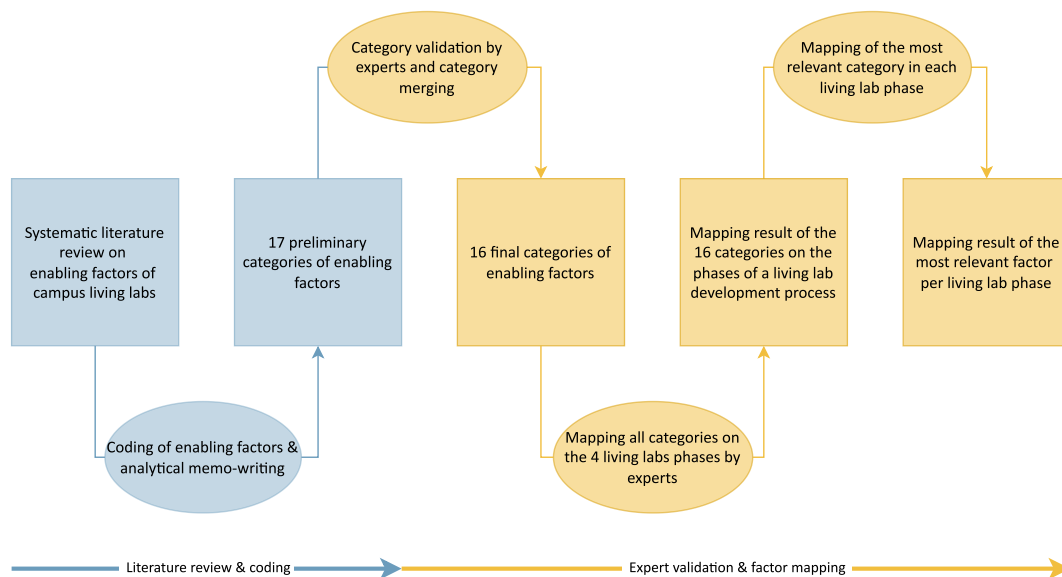 Systematic literature
review on
enabling factors of
campus living labs
Coding of enabling factors &
analytical memo-writing
17 preliminary
categories of enabling
factors
Category validation by
experts and category
merging
16 final categories of
enabling factors
Mapping all categories on
the 4 living labs phases by
experts
Mapping result of the
16 categories on the
phases of a living lab
development process
Mapping of the most
relevant category in each
living lab phase
Mapping result of the
most relevant factor
per living lab phase
Literature review & coding
Expert validation & factor mapping